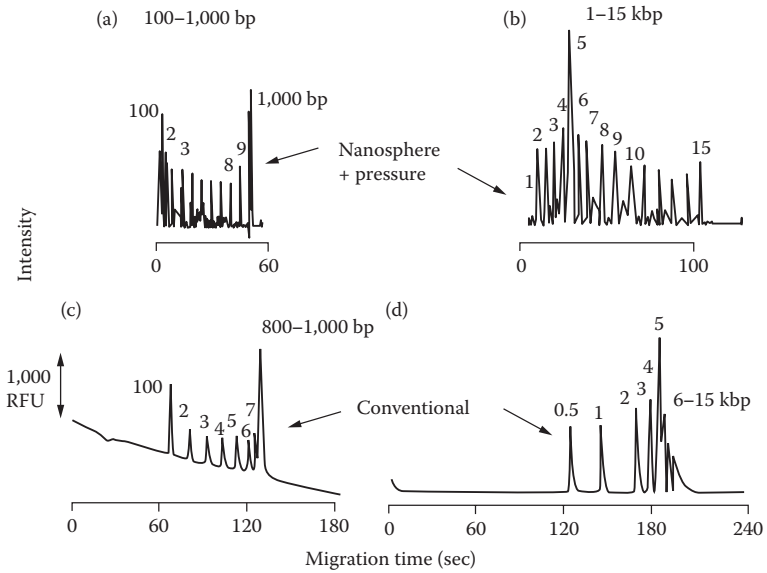 (a)
100–1,000 bp
100
2
3
8
9
1,000 bp
(b)
1–15 kbp
1
2
3
4
5
6
7
8
9
10
15
Nanosphere
+ pressure
Intensity
0
60
0
100
(c)
800–1,000 bp
1,000
RFU
100
2
3
4
5
6
7
(d)
0.5
1
2
3
4
5
6–15 kbp
Conventional
0
60
120
180
0
60
120
180
240
Migration time (sec)